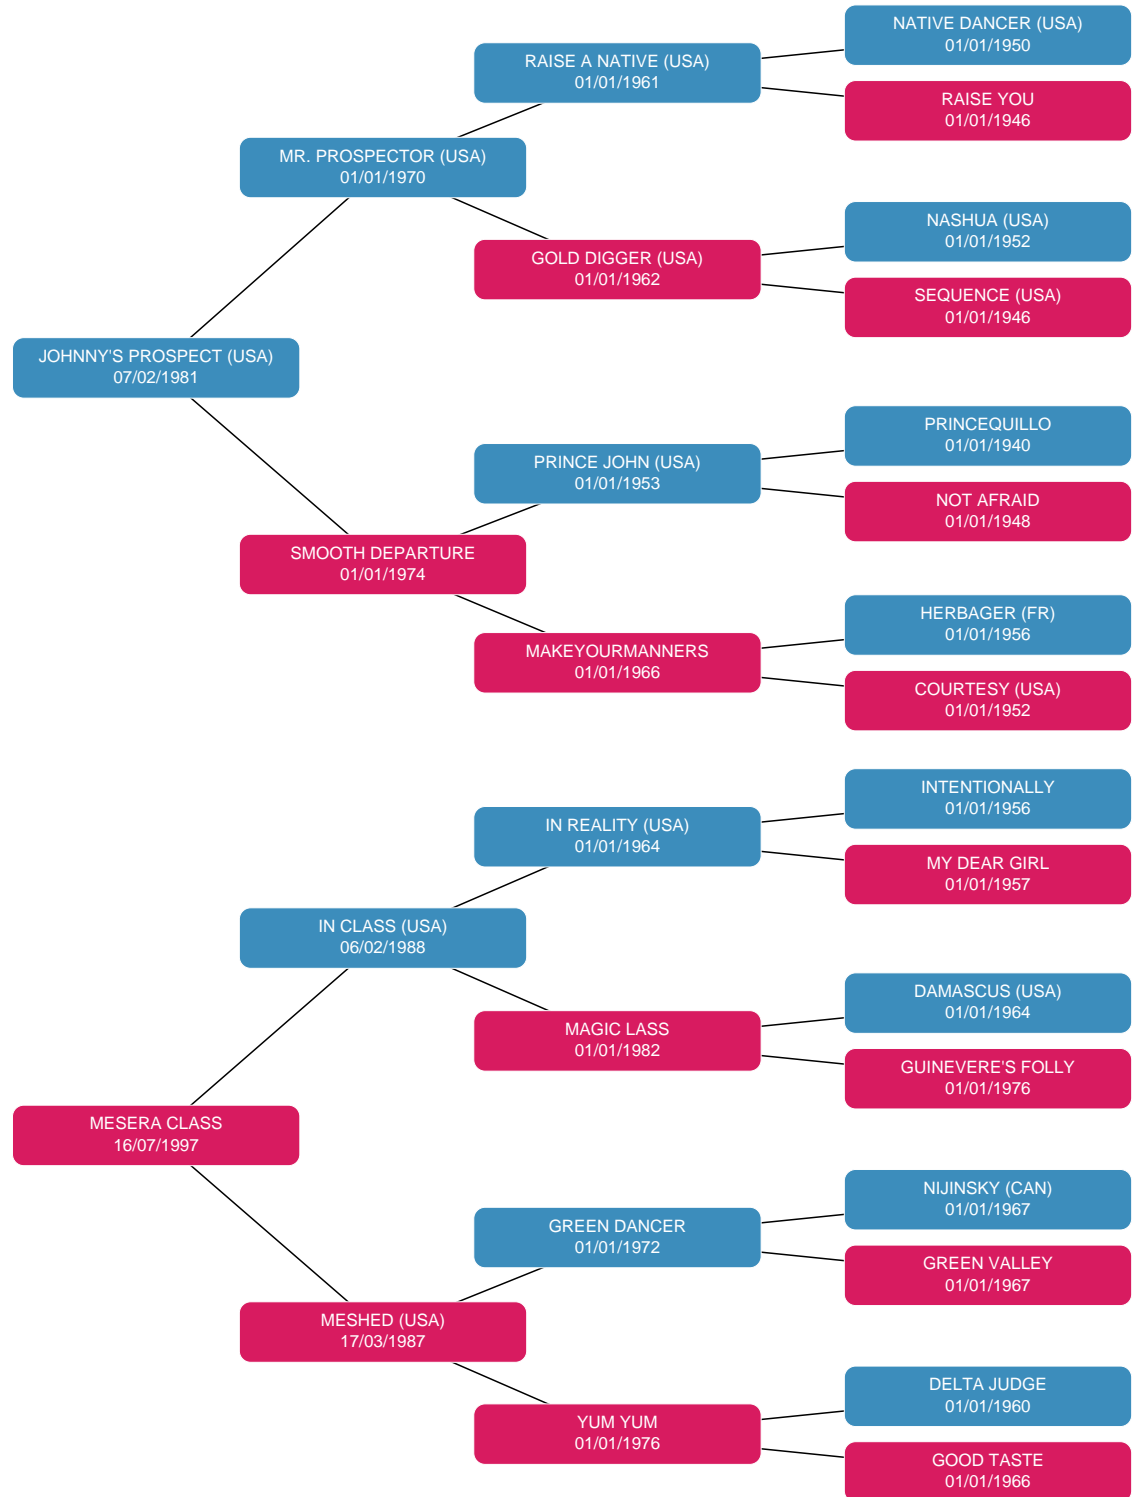 NATIVE DANCER (USA)
01/01/1950
RAISE A NATIVE (USA)
01/01/1961
RAISE YOU
01/01/1946
MR. PROSPECTOR (USA)
01/01/1970
NASHUA (USA)
01/01/1952
GOLD DIGGER (USA)
01/01/1962
SEQUENCE (USA)
01/01/1946
JOHNNY'S PROSPECT (USA)
07/02/1981
PRINCEQUILLO
01/01/1940
PRINCE JOHN (USA)
01/01/1953
NOT AFRAID
01/01/1948
SMOOTH DEPARTURE
01/01/1974
HERBAGER (FR)
01/01/1956
MAKEYOURMANNERS
01/01/1966
COURTESY (USA)
01/01/1952
INTENTIONALLY
01/01/1956
IN REALITY (USA)
01/01/1964
MY DEAR GIRL
01/01/1957
IN CLASS (USA)
06/02/1988
DAMASCUS (USA)
01/01/1964
MAGIC LASS
01/01/1982
GUINEVERE'S FOLLY
01/01/1976
MESERA CLASS
16/07/1997
NIJINSKY (CAN)
01/01/1967
GREEN DANCER
01/01/1972
GREEN VALLEY
01/01/1967
MESHED (USA)
17/03/1987
DELTA JUDGE
01/01/1960
YUM YUM
01/01/1976
GOOD TASTE
01/01/1966